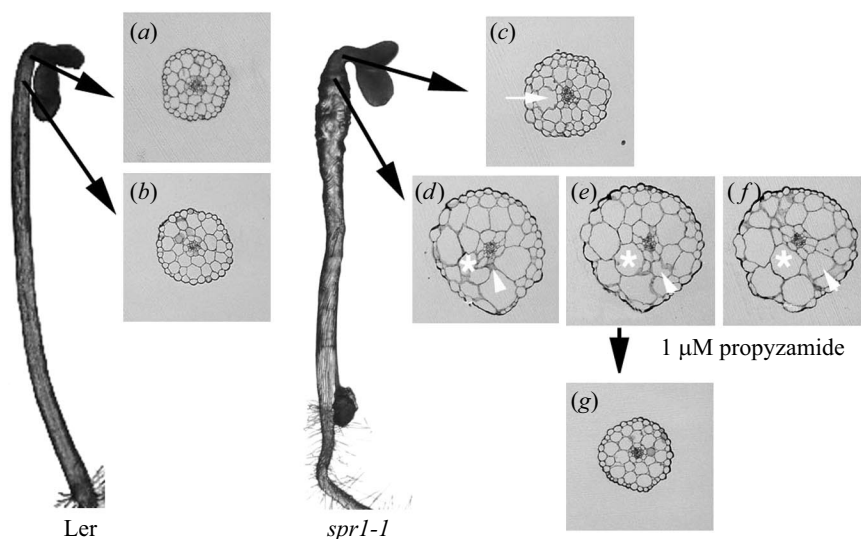 (a)
(b)
(c)
(d) (e) (f)
1 μM propyzamide
(g)
Ler spr1-1